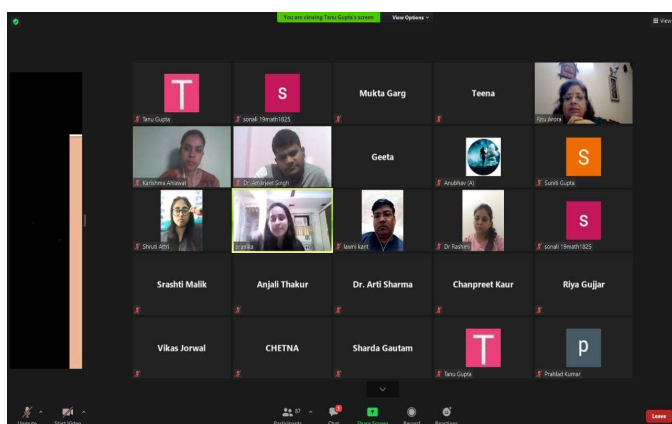 You are viewing Tanu Gupta's screen
View Options
View
T
Tanu Gupta
S
sonali 19math1825
Mukta Garg
Teena
Ritu Arora
Karishma Ahlawat
Dr. Amarjeet Singh
Geeta
Anubhav (A)
S
Suniti Gupta
Shruti Attri
laxmi kant
Dr Rashmi
S
sonali 19math1825
Srashti Malik
Anjali Thakur
Dr. Arti Sharma
Chanpreet Kaur
Riya Gujjar
Vikas Jorwal
CHETNA
Sharda Gautam
T
Tanu Gupta
p
Prahlad Kumar
Unmute
Start Video
87
Participants
1
Chat
Share Screen
Record
Reactions
Leave